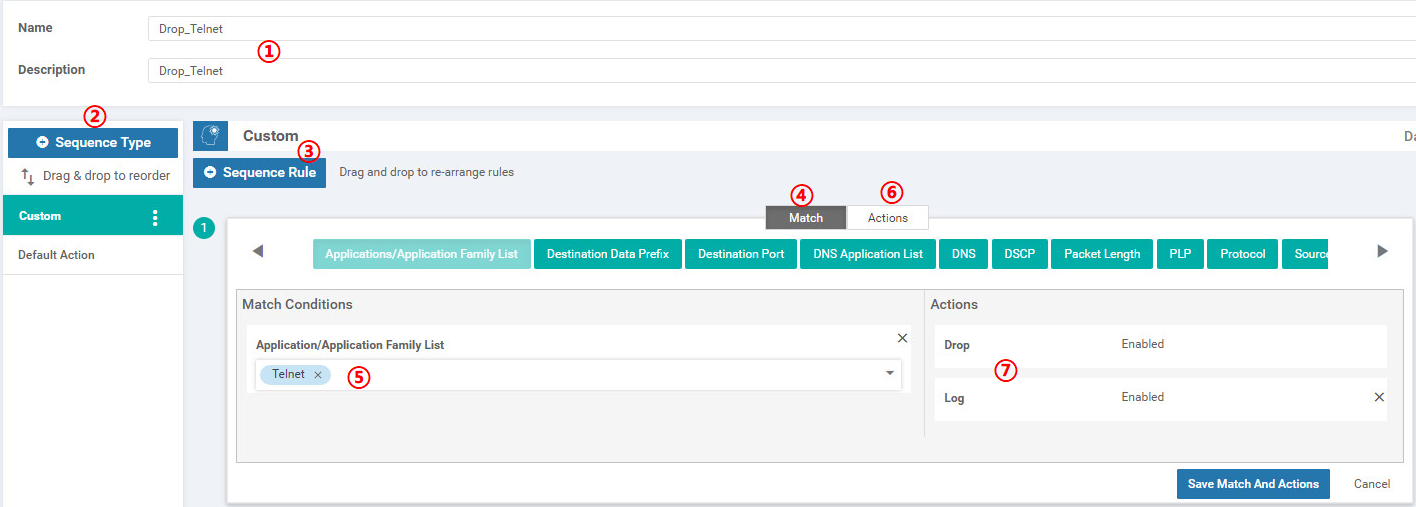 Name Drop_Telnet
①
Description Drop_Telnet
②
Sequence Type
Drag & drop to reorder
Custom
Default Action
Custom
Da
③
Sequence Rule Drag and drop to re-arrange rules
④ ⑥
1 Match Actions
Applications/Application Family List Destination Data Prefix Destination Port DNS Application List DNS DSCP Packet Length PLP Protocol Source
Match Conditions
Application/Application Family List
Telnet × ⑤
Actions
Drop Enabled
⑦
Log Enabled
Save Match And Actions Cancel